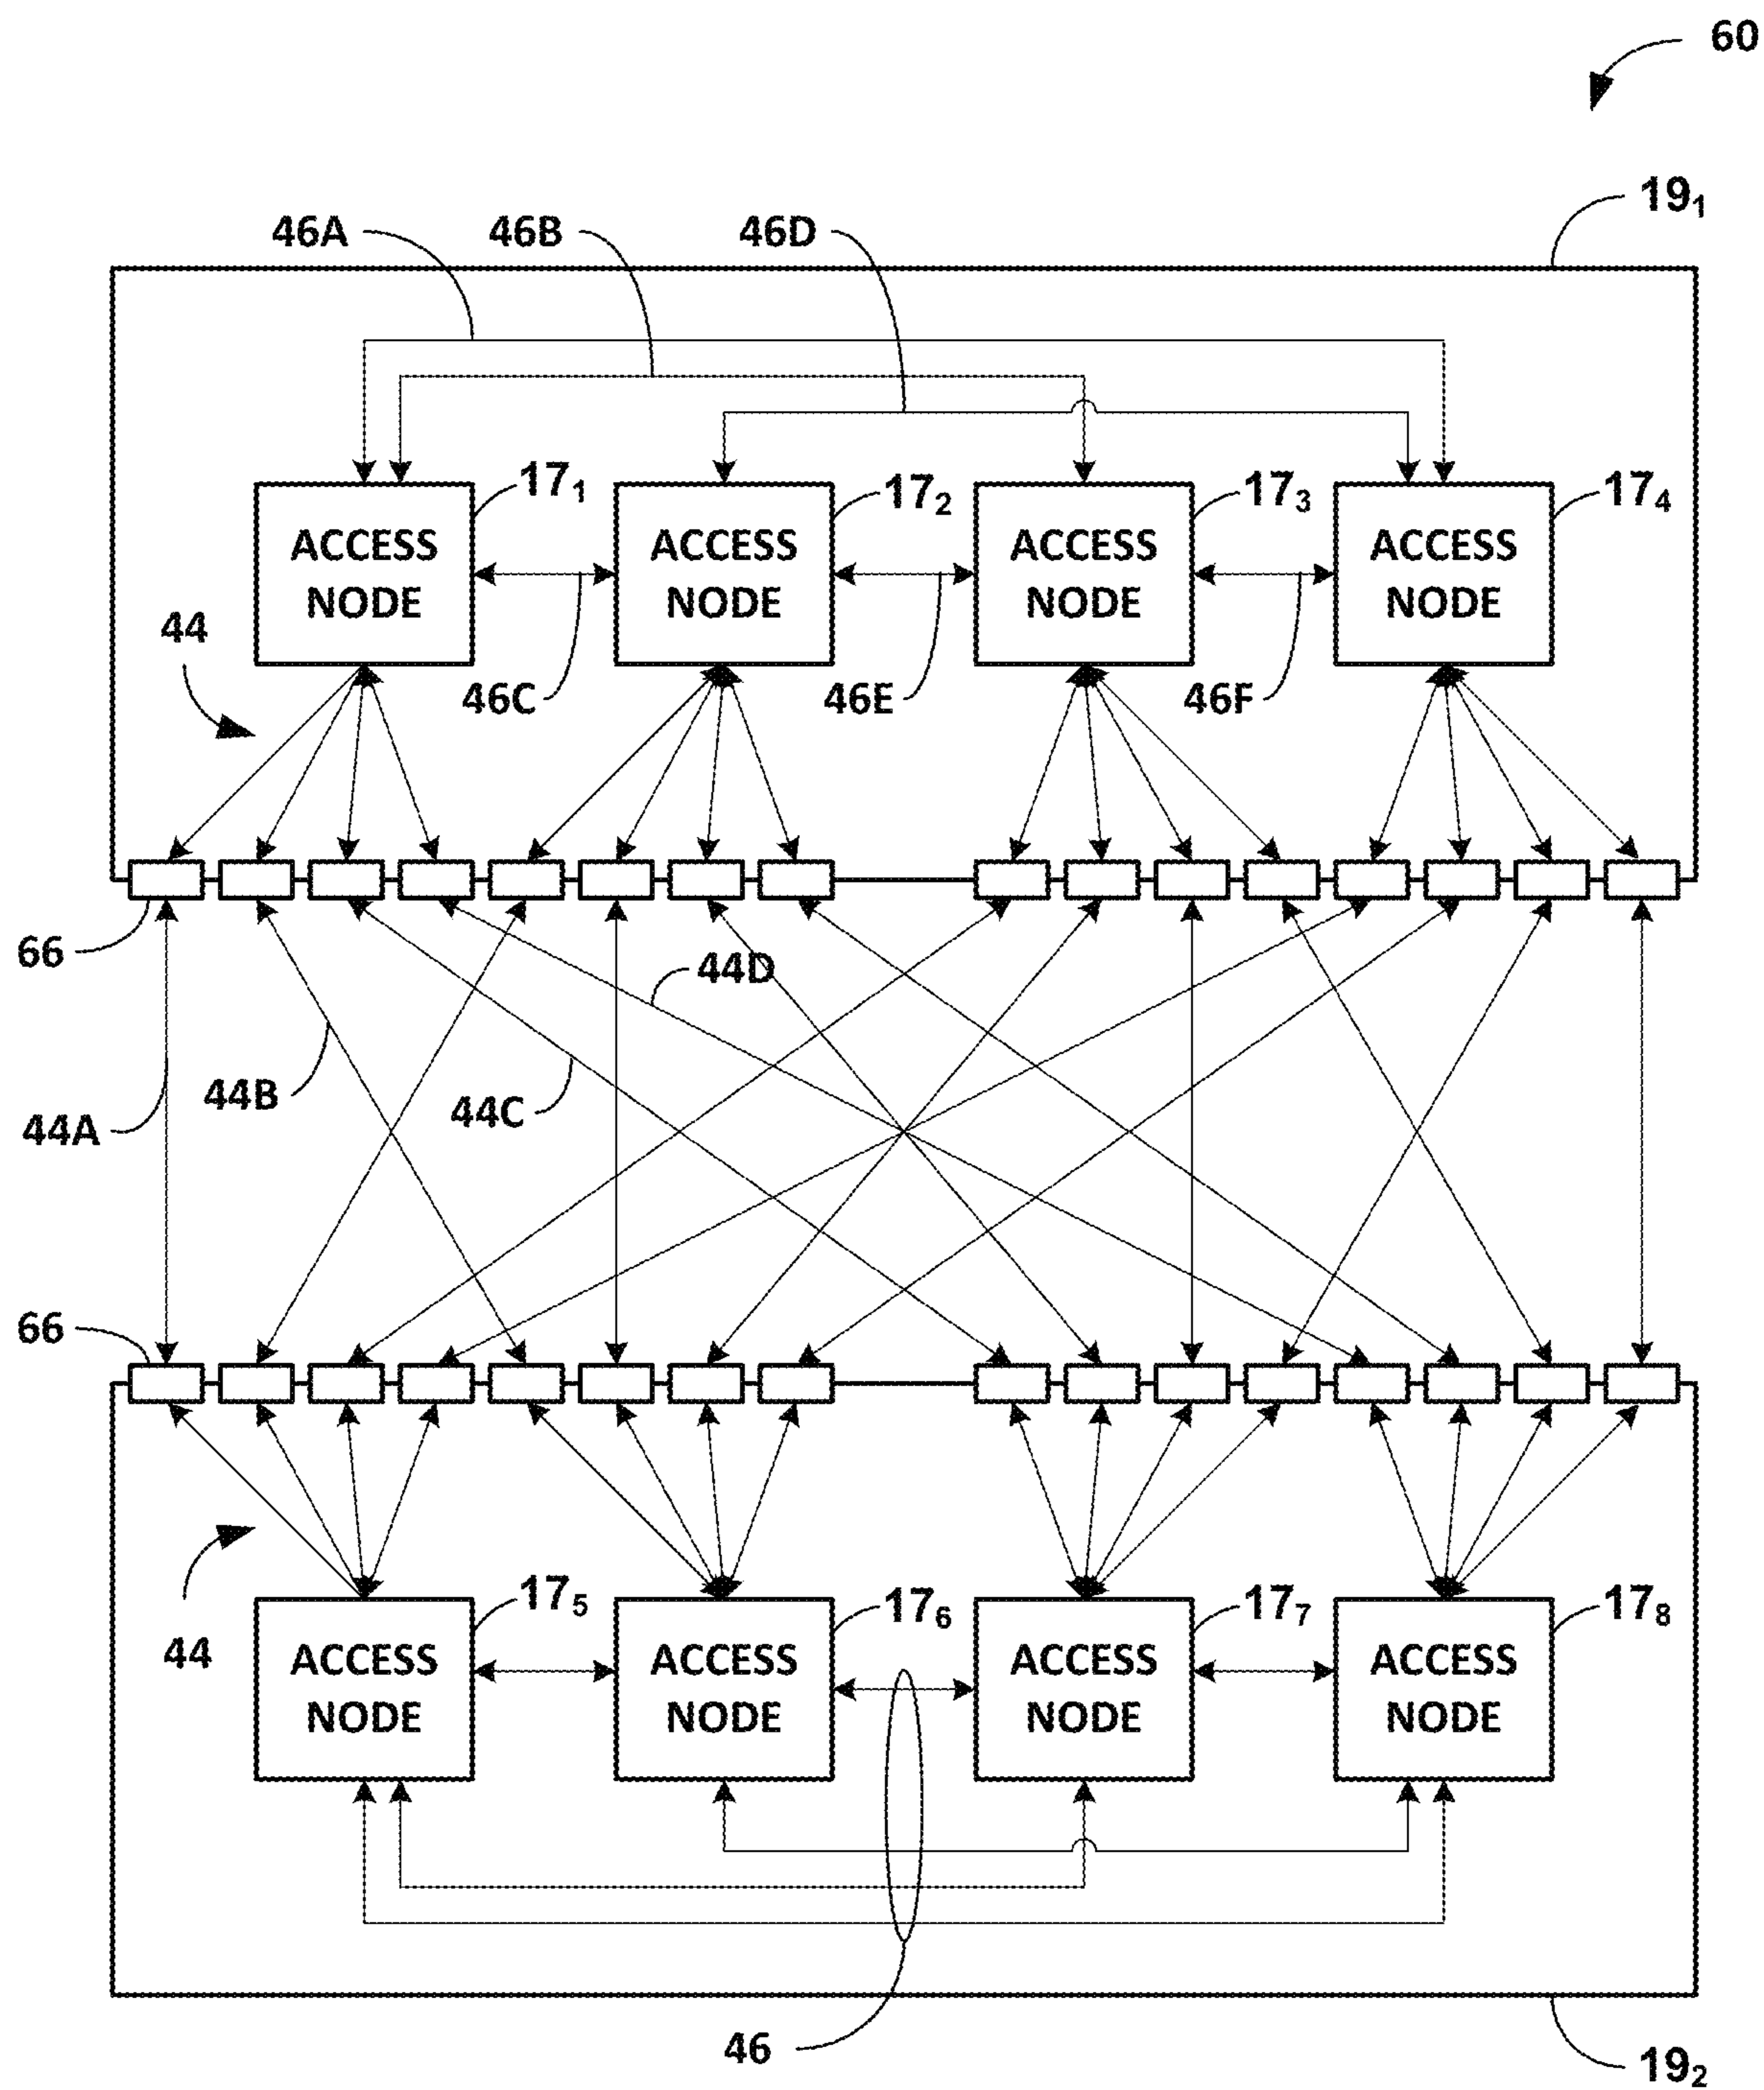 60
19₁
46A 46B 46D
17₁ 17₂ 17₃ 17₄
ACCESS NODE
ACCESS NODE
ACCESS NODE
ACCESS NODE
44
46C 46E 46F
66
44D
44B
44C
44A
66
44
17₅ 17₆ 17₇ 17₈
ACCESS NODE
ACCESS NODE
ACCESS NODE
ACCESS NODE
46
19₂